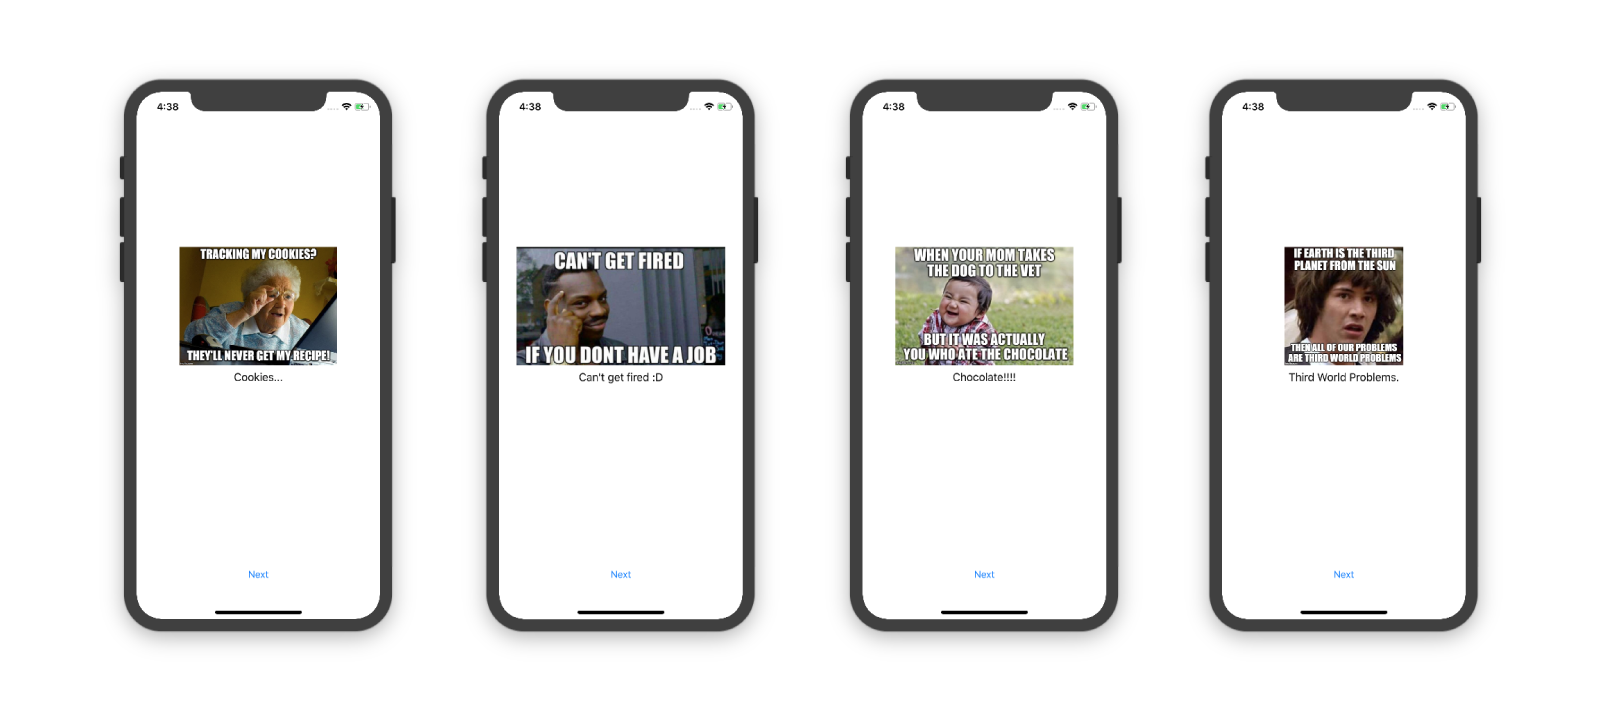 4:38
TRACKING MY COOKIES?
THEY'LL NEVER GET MY RECIPE!
Cookies...
Next
4:38
CAN'T GET FIRED
IF YOU DONT HAVE A JOB
Can't get fired :D
Next
4:38
WHEN YOUR MOM TAKES
THE DOG TO THE VET
BUT IT WAS ACTUALLY
YOU WHO ATE THE CHOCOLATE
Chocolate!!!!
Next
4:38
IF EARTH IS THE THIRD
PLANET FROM THE SUN
THEN ALL OF OUR PROBLEMS
ARE THIRD WORLD PROBLEMS
Third World Problems.
Next